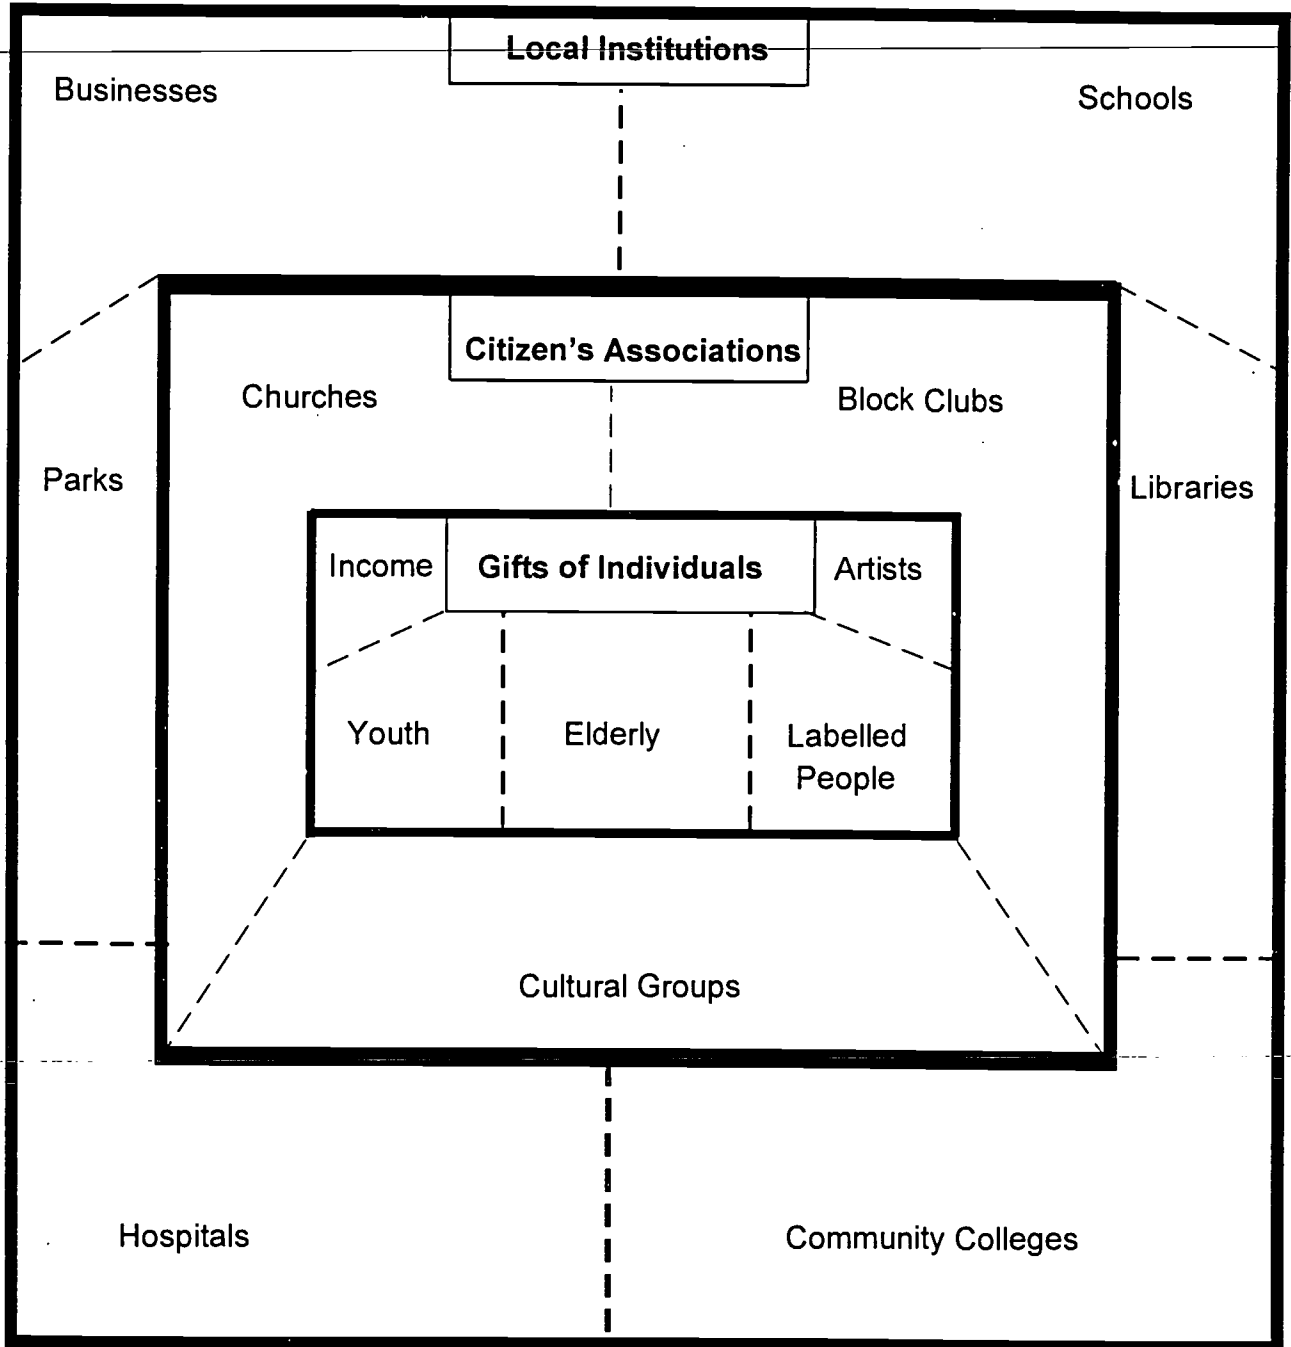 Local Institutions
Businesses
Schools
Citizen's Associations
Churches
Block Clubs
Parks
Libraries
Income
Gifts of Individuals
Artists
Youth
Elderly
Labelled
People
Cultural Groups
Hospitals
Community Colleges